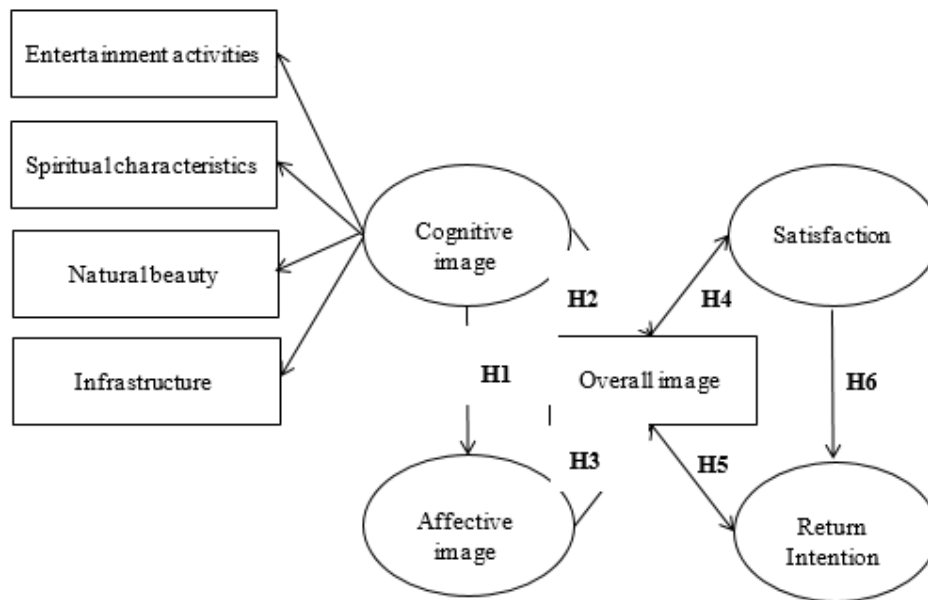 Entertainment activities
Spiritual characteristics
Natural beauty
Infrastructure
Cognitive
image
H2
H1
H3
Affective
image
Overall image
H4
H5
Satisfaction
H6
Return
Intention